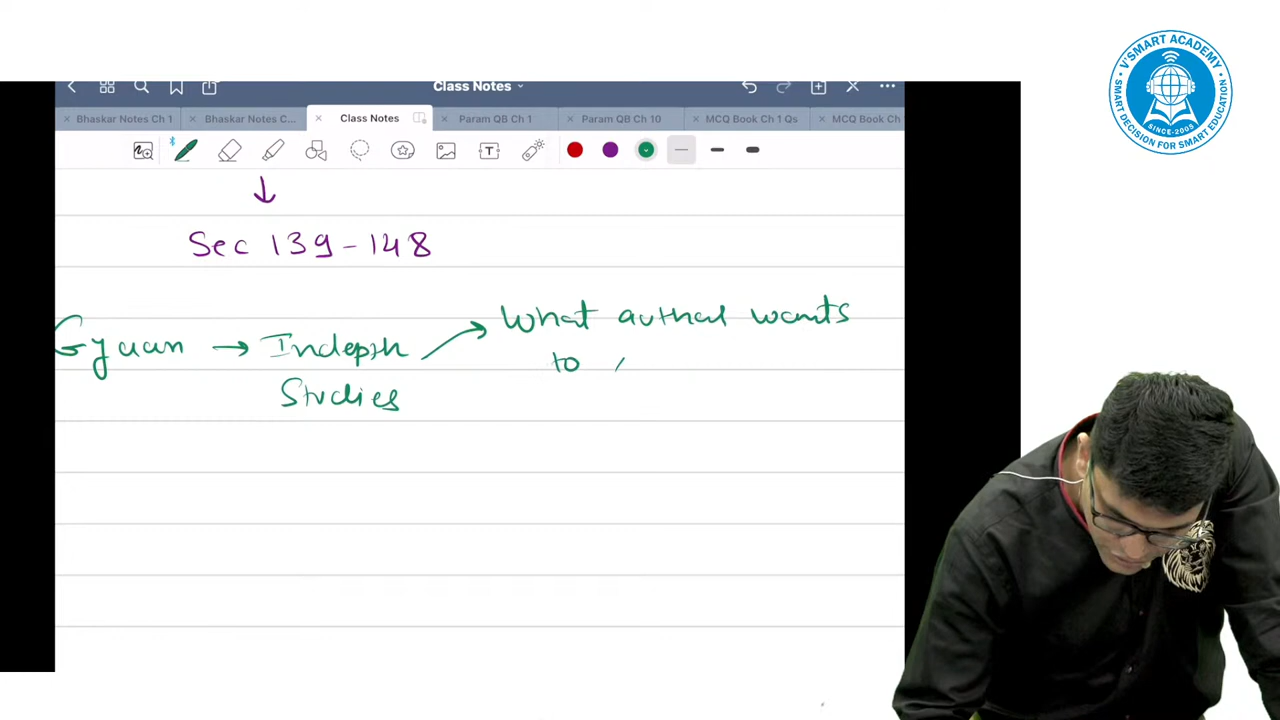 V'SMART ACADEMY
SINCE-2005
SMART DECISION FOR SMART EDUCATION
Class Notes
Bhaskar Notes Ch 1
Bhaskar Notes C...
Class Notes
Param QB Ch 1
Param QB Ch 10
MCQ Book Ch 1 Qs
MCQ Book Ch
Sec 139-148
Gyaan → Indepth Studies
What author wants
to